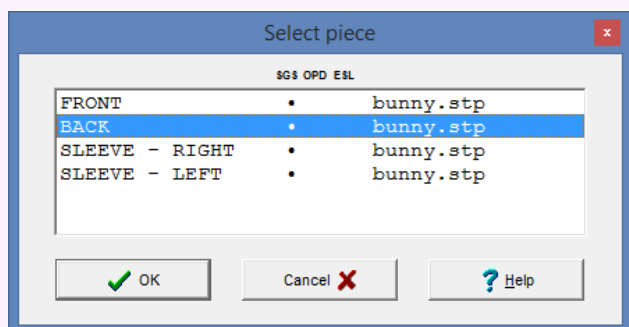 Select piece
x
SGS OPD ESL
FRONT • bunny.stp
BACK • bunny.stp
SLEEVE - RIGHT • bunny.stp
SLEEVE - LEFT • bunny.stp
OK Cancel Help